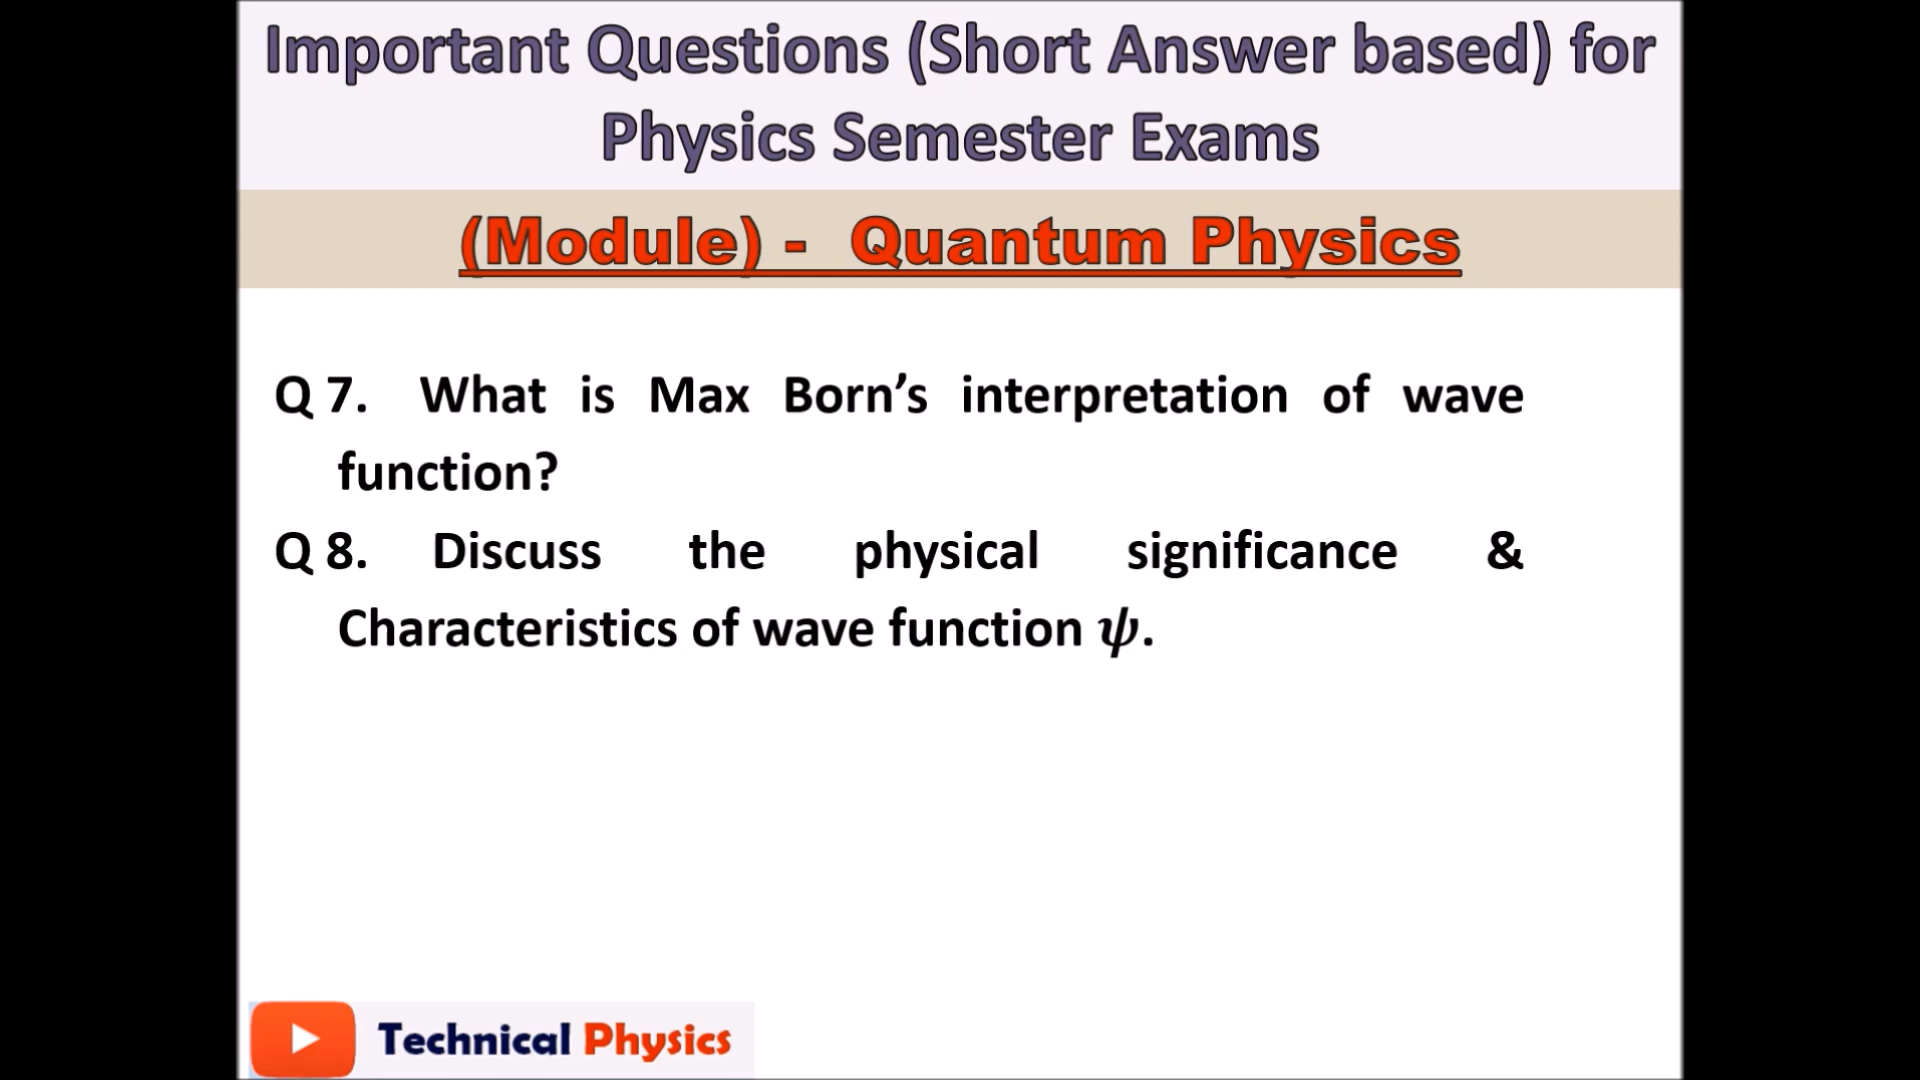 Important Questions (Short Answer based) for
Physics Semester Exams
(Module) - Quantum Physics
Q 7. What is Max Born’s interpretation of wave
function?
Q 8. Discuss the physical significance &
Characteristics of wave function 𝝍.
Technical Physics